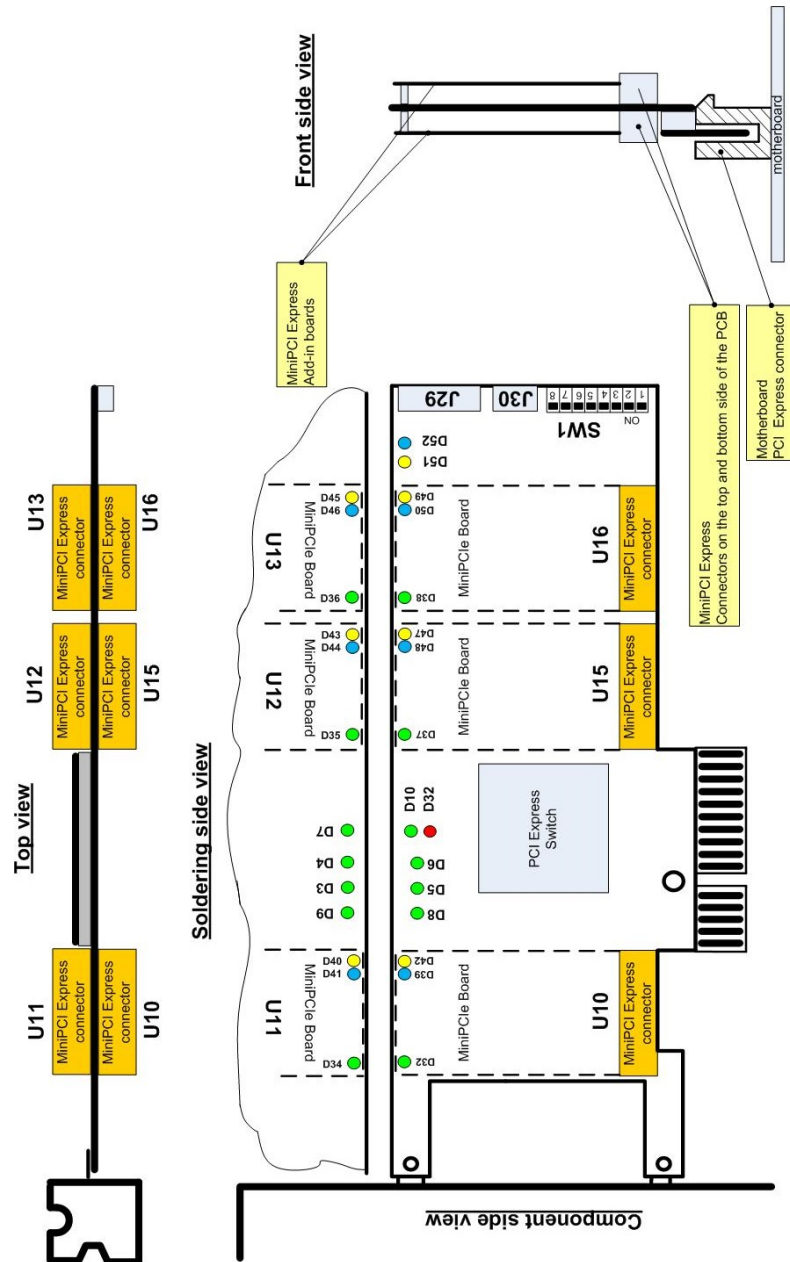 Top view
U11
MiniPCI Express
connector
U12
MiniPCI Express
connector
U13
MiniPCI Express
connector
MiniPCI Express
connector
U10
MiniPCI Express
connector
U15
MiniPCI Express
connector
U16
Soldering side view
U11
MiniPCIe Board
D34
D41
D40
D9
D3
D4
D7
U12
MiniPCIe Board
D35
D44
D43
U13
MiniPCIe Board
D36
D46
D45
Component side view
D32
D39
D42
MiniPCIe Board
U10
MiniPCI Express
connector
D8
D5
D6
D10
D32
PCI Express
Switch
D37
D48
D47
MiniPCIe Board
U15
MiniPCI Express
connector
D38
D50
D49
MiniPCIe Board
U16
MiniPCI Express
connector
D51
D52
J29
J30
SW1
ON
1
2
3
4
5
6
7
8
Front side view
MiniPCI Express
Add-in boards
MiniPCI Express
Connectors on the top and bottom side of the PCB
Motherboard
PCI Express connector
motherboard